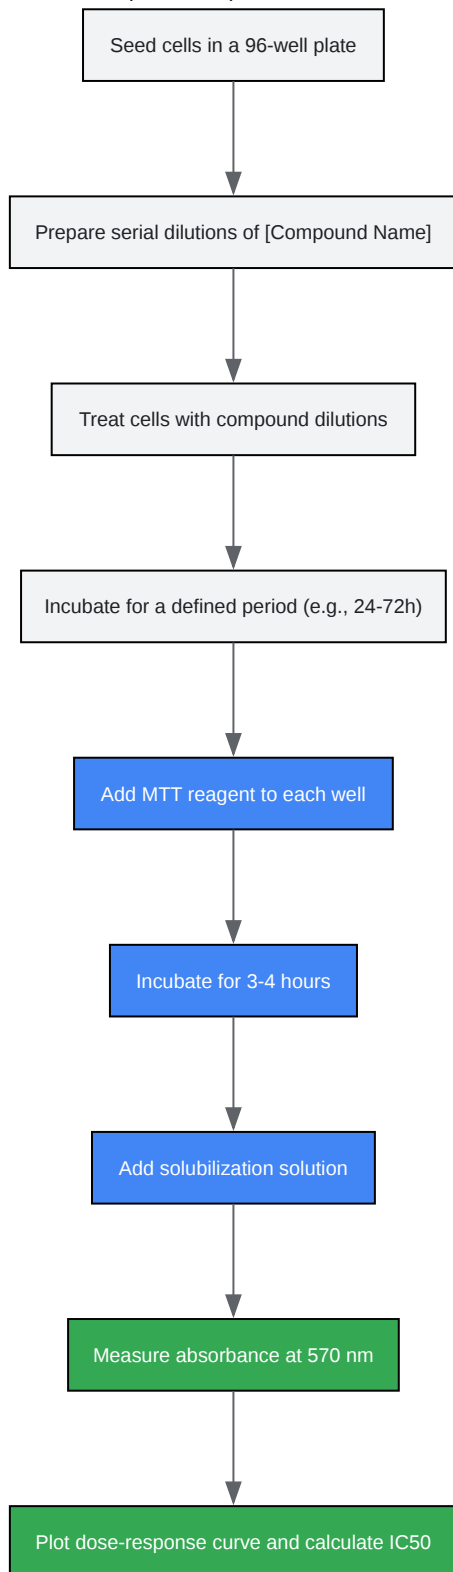 Seed cells in a 96-well plate
Prepare serial dilutions of [Compound Name]
Treat cells with compound dilutions
Incubate for a defined period (e.g., 24-72h)
Add MTT reagent to each well
Incubate for 3-4 hours
Add solubilization solution
Measure absorbance at 570 nm
Plot dose-response curve and calculate IC50